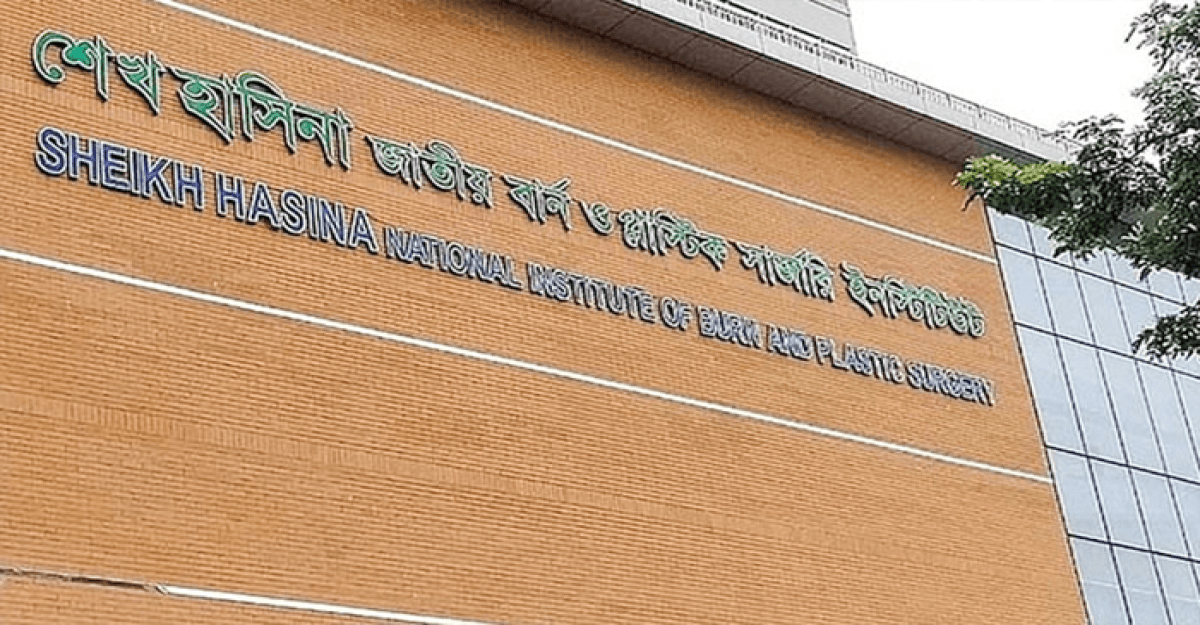 শেখ হাসিনা জাতীয় বার্ন ও প্লাস্টিক সার্জারি ইনস্টিটিউট
SHEIKH HASINA NATIONAL INSTITUTE OF BURN AND PLASTIC SURGERY